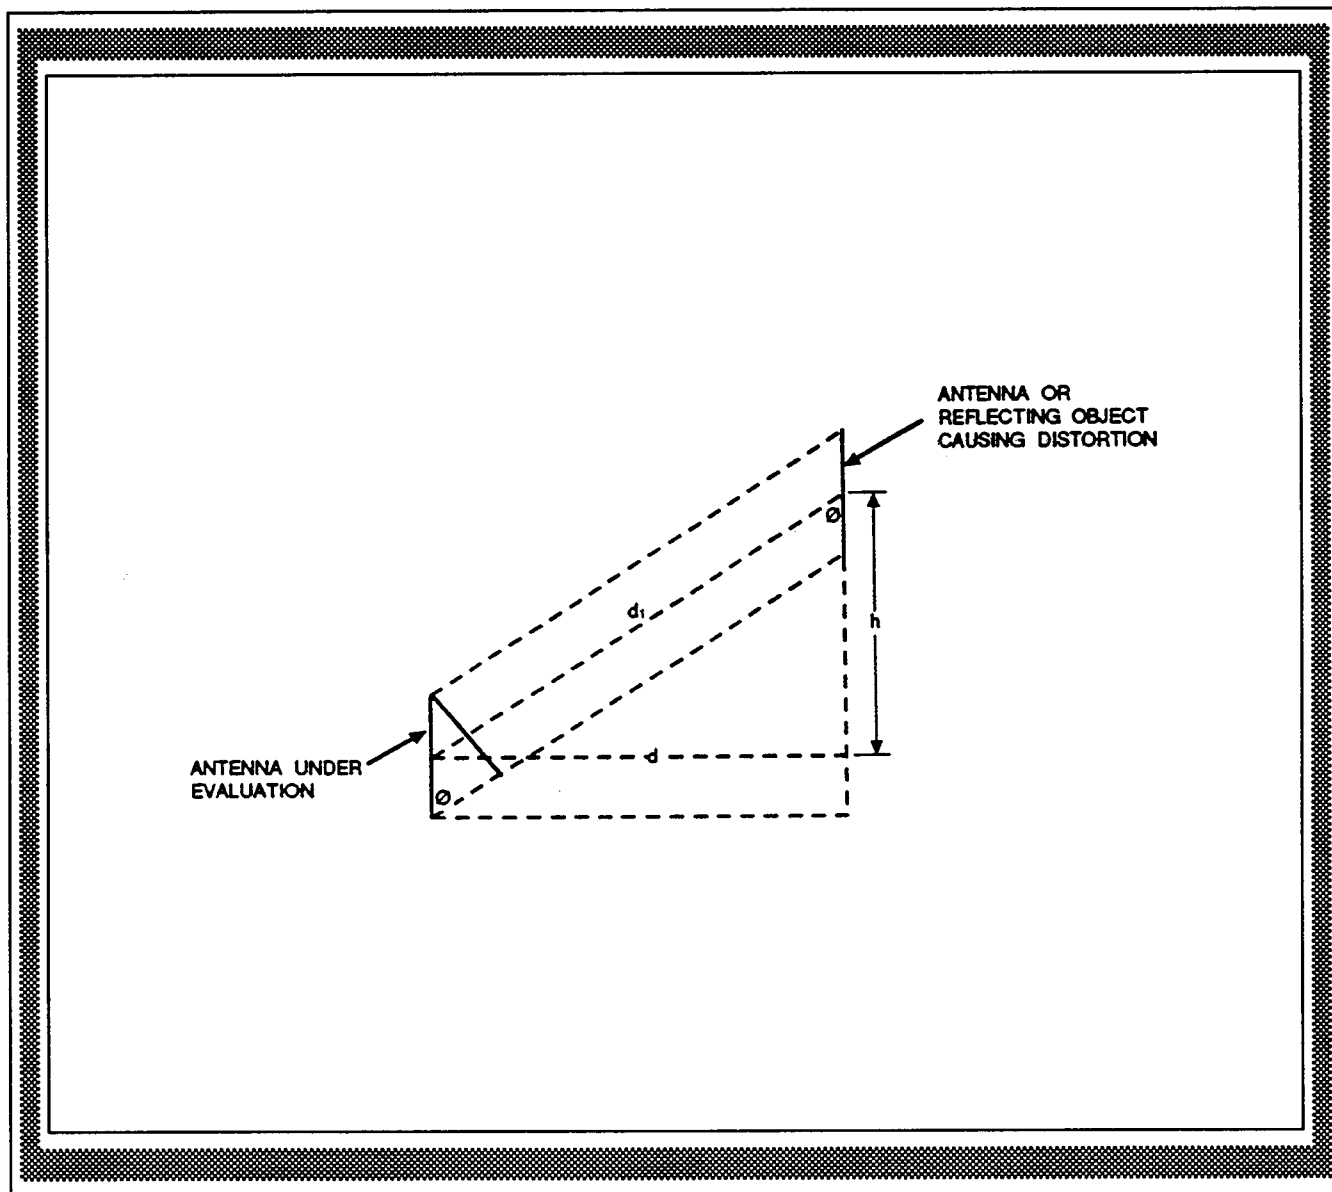 ANTENNA OR
REFLECTING OBJECT
CAUSING DISTORTION
Ø
d₁
h
d
ANTENNA UNDER
EVALUATION
Ø